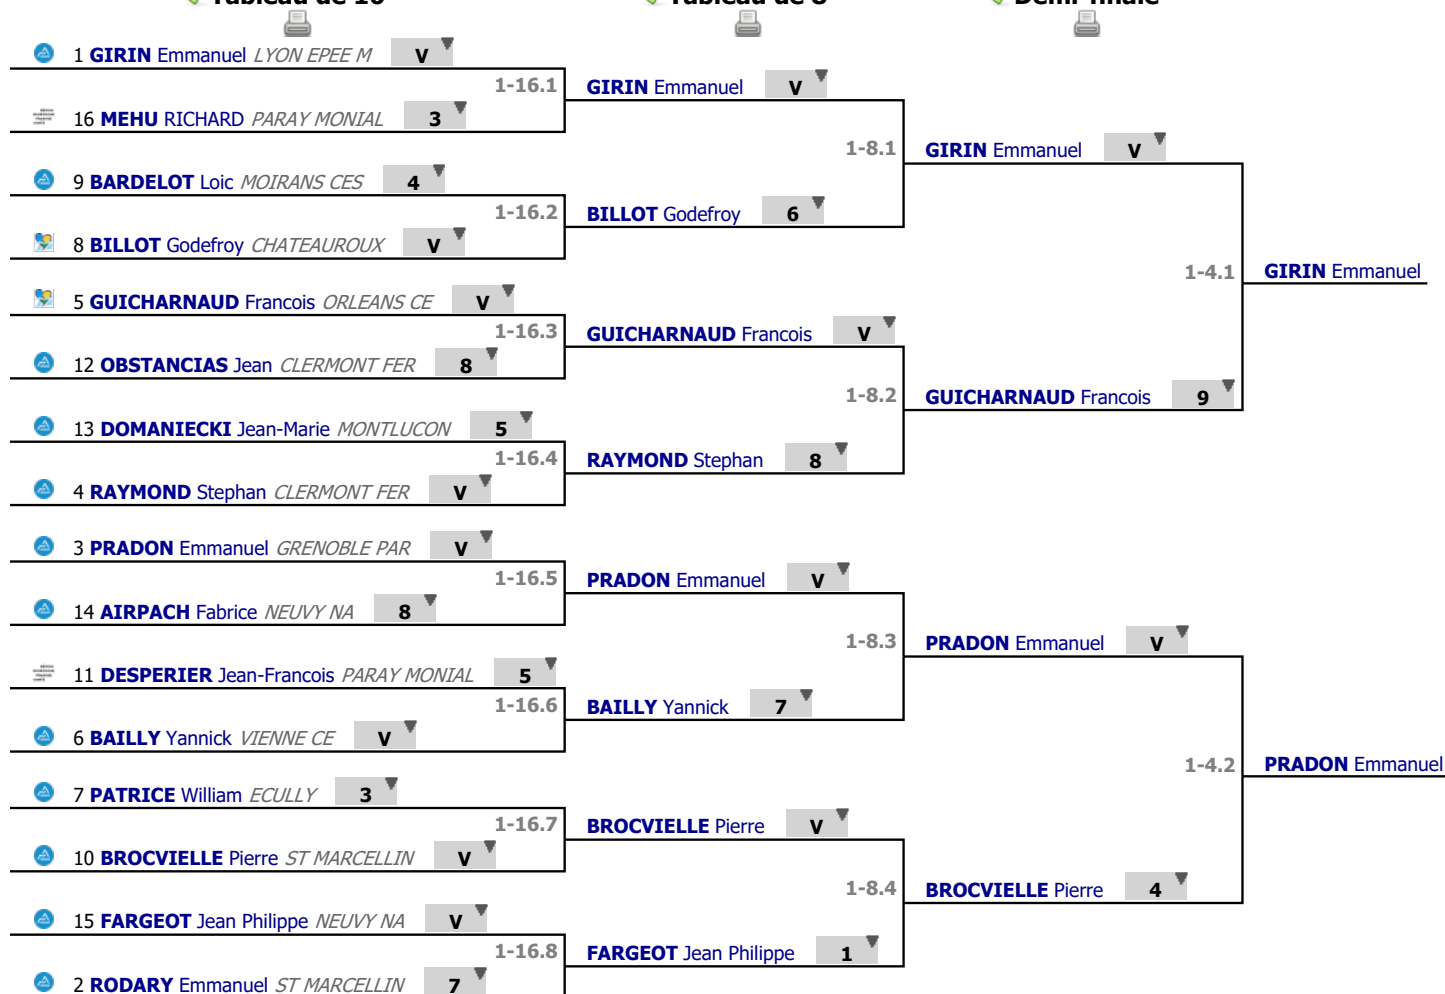 Tableau de 16
Tableau de 8
Demi-finale
1 GIRIN Emmanuel LYON EPEE M V
1-16.1
16 MEHU RICHARD PARAY MONIAL 3
9 BARDELOT Loic MOIRANS CES 4
1-16.2
8 BILLOT Godefroy CHATEAUROUX V
5 GUICHARNAUD Francois ORLEANS CE V
1-16.3
12 OBSTANCIAS Jean CLERMONT FER 8
13 DOMANIECKI Jean-Marie MONTLUCON 5
1-16.4
4 RAYMOND Stephan CLERMONT FER V
3 PRADON Emmanuel GRENOBLE PAR V
1-16.5
14 AIRPACH Fabrice NEUVY NA 8
11 DESPERIER Jean-Francois PARAY MONIAL 5
1-16.6
6 BAILLY Yannick VIENNE CE V
7 PATRICE William ECULLY 3
1-16.7
10 BROCVIELLE Pierre ST MARCELLIN V
15 FARGEOT Jean Philippe NEUVY NA V
1-16.8
2 RODARY Emmanuel ST MARCELLIN 7
GIRIN Emmanuel V
1-8.1
BILLOT Godefroy 6
GUICHARNAUD Francois V
1-8.2
RAYMOND Stephan 8
PRADON Emmanuel V
1-8.3
BAILLY Yannick 7
BROCVIELLE Pierre V
1-8.4
FARGEOT Jean Philippe 1
GIRIN Emmanuel V
1-4.1
GUICHARNAUD Francois 9
PRADON Emmanuel V
1-4.2
BROCVIELLE Pierre 4
GIRIN Emmanuel
PRADON Emmanuel